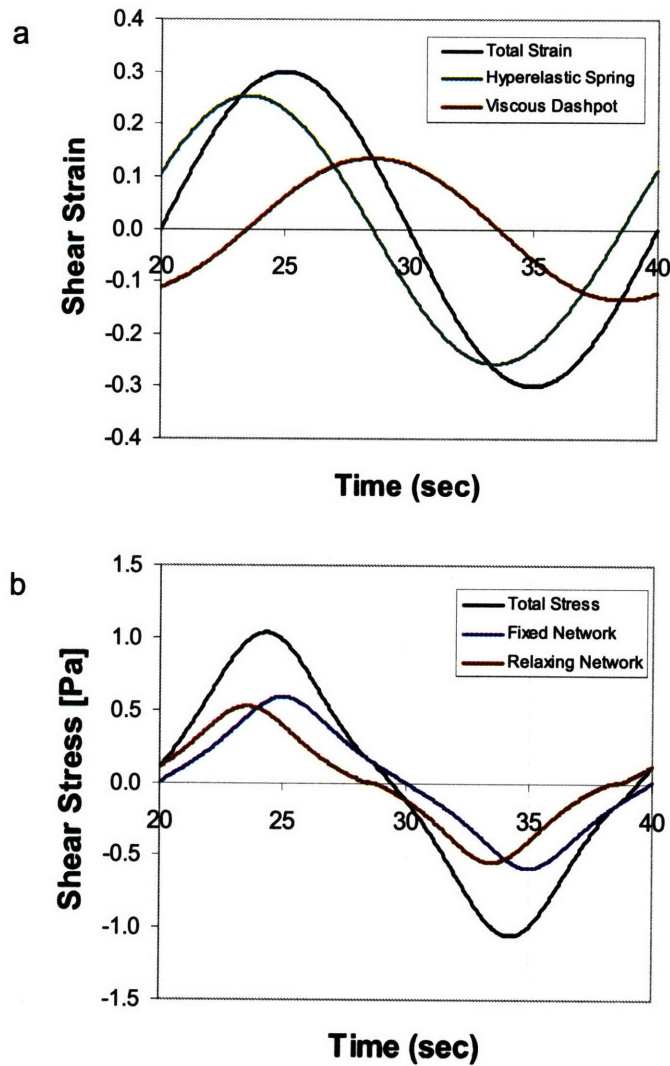 a
0.4
0.3
0.2
0.1
0.0
-0.1
-0.2
-0.3
-0.4
20
25
30
35
40
Shear Strain
Time (sec)
Total Strain
Hyperelastic Spring
Viscous Dashpot
b
1.5
1.0
0.5
0.0
-0.5
-1.0
-1.5
20
25
30
35
40
Shear Stress [Pa]
Time (sec)
Total Stress
Fixed Network
Relaxing Network